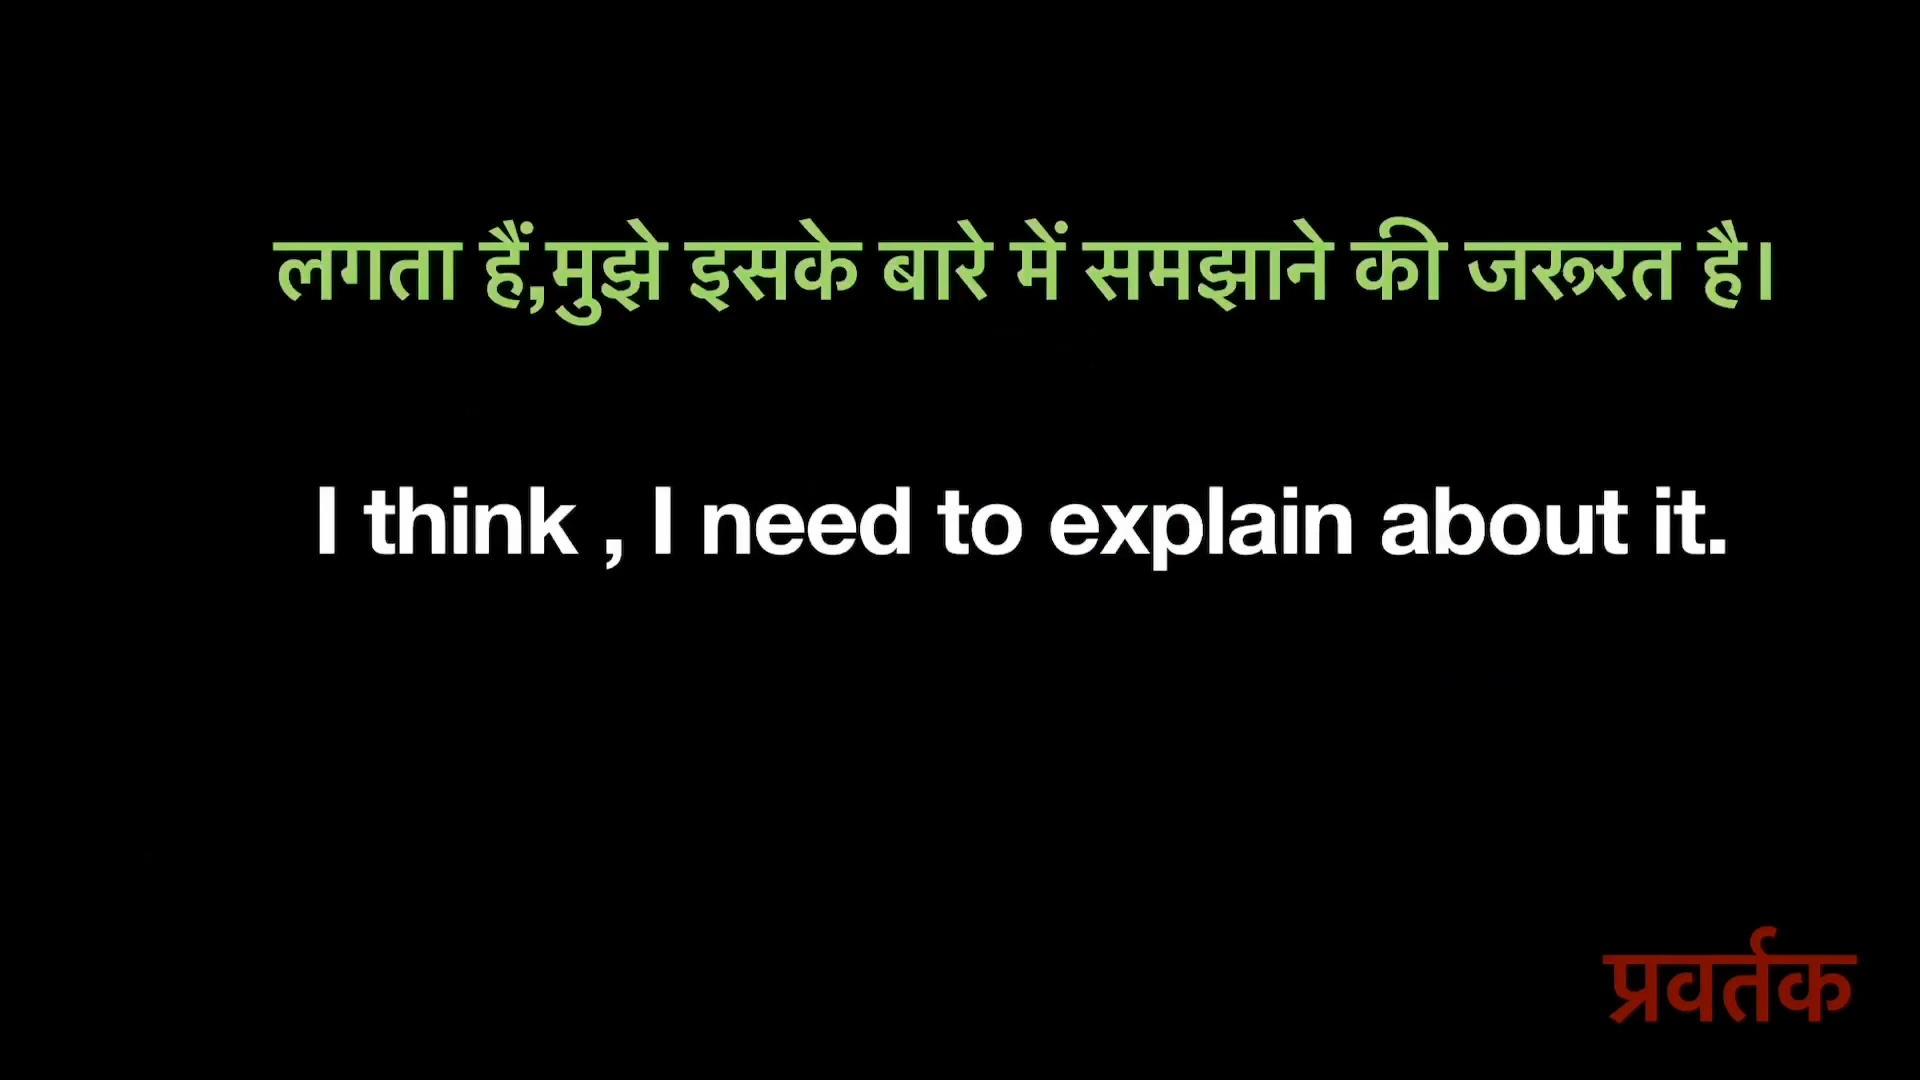 लगता हैं,मुझे इसके बारे में समझाने की जरूरत है।
I think , I need to explain about it.
प्रवर्तक